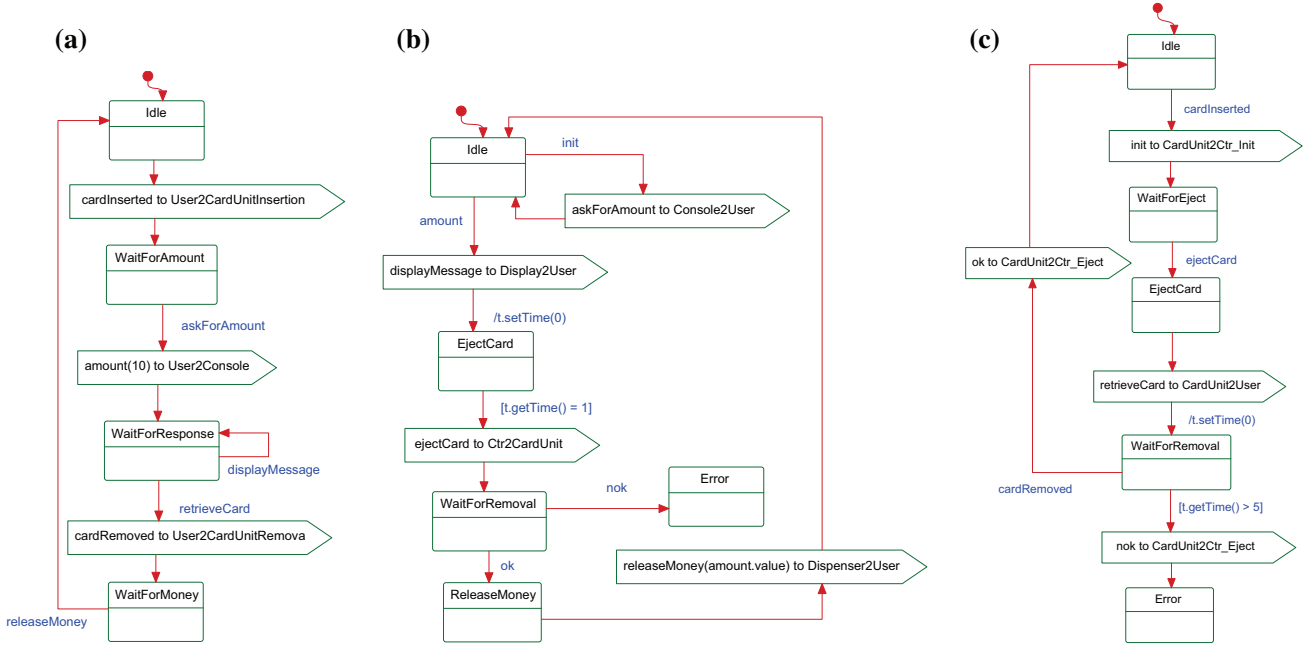 (a)
Idle
cardInserted to User2CardUnitInsertion
WaitForAmount
askForAmount
amount(10) to User2Console
WaitForResponse
displayMessage
retrieveCard
cardRemoved to User2CardUnitRemova
WaitForMoney
releaseMoney
(b)
Idle
init
askForAmount to Console2User
amount
displayMessage to Display2User
/t.setTime(0)
EjectCard
[t.getTime() = 1]
ejectCard to Ctr2CardUnit
WaitForRemoval
nok
Error
ok
releaseMoney(amount.value) to Dispenser2User
ReleaseMoney
(c)
Idle
cardInserted
init to CardUnit2Ctr_Init
WaitForEject
ejectCard
ok to CardUnit2Ctr_Eject
EjectCard
retrieveCard to CardUnit2User
/t.setTime(0)
WaitForRemoval
cardRemoved
[t.getTime() > 5]
nok to CardUnit2Ctr_Eject
Error